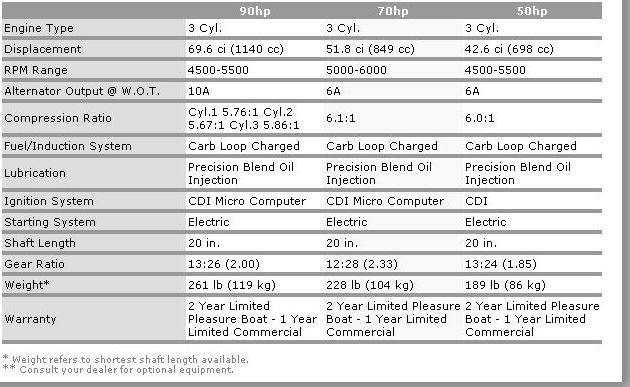 90hp 70hp 50hp
Engine Type 3 Cyl. 3 Cyl. 3 Cyl.
Displacement 69.6 ci (1140 cc) 51.8 ci (849 cc) 42.6 ci (698 cc)
RPM Range 4500-5500 5000-6000 4500-5500
Alternator Output @ W.O.T. 10A 6A 6A
Compression Ratio Cyl.1 5.76:1 Cyl.2 6.1:1 6.0:1
5.67:1 Cyl.3 5.86:1
Fuel/Induction System Carb Loop Charged Carb Loop Charged Carb Loop Charged
Lubrication Precision Blend Oil Precision Blend Oil Precision Blend Oil
Injection Injection Injection
Ignition System CDI Micro Computer CDI Micro Computer CDI
Starting System Electric Electric Electric
Shaft Length 20 in. 20 in. 20 in.
Gear Ratio 13:26 (2.00) 12:28 (2.33) 13:24 (1.85)
Weight* 261 lb (119 kg) 228 lb (104 kg) 189 lb (86 kg)
2 Year Limited 2 Year Limited Pleasure 2 Year Limited Pleasure
Warranty Pleasure Boat - 1 Year Boat - 1 Year Limited Boat - 1 Year Limited
Limited Commercial Commercial Commercial
* Weight refers to shortest shaft length available.
** Consult your dealer for optional equipment.